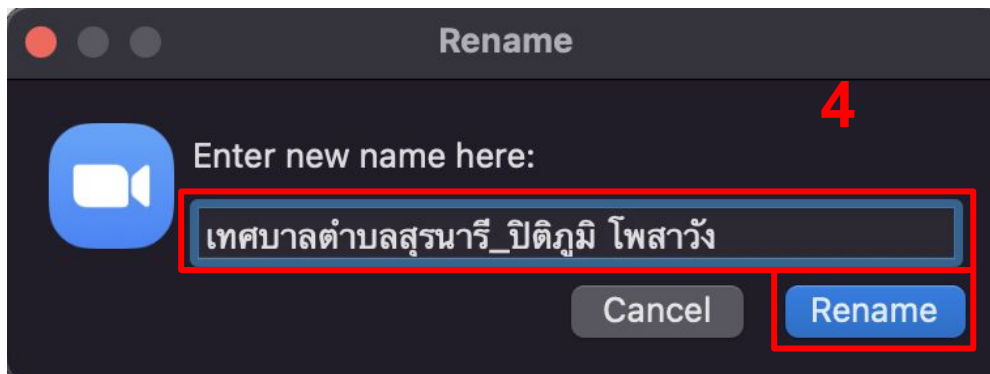 Rename
4
Enter new name here:
เทศบาลตำบลสุรนารี_ปิติภูมิ โพสาวัง
Cancel
Rename